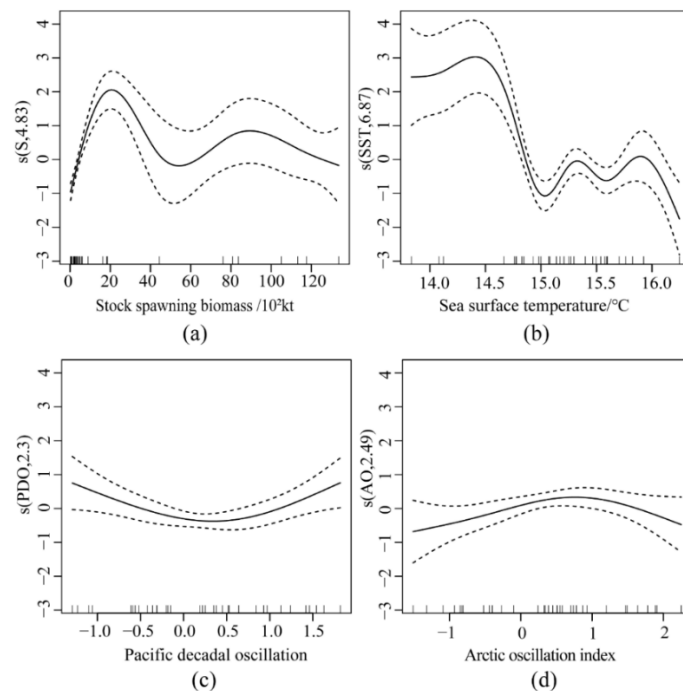 s(S,4.83)
4
3
2
1
0
−1
−2
−3
0 20 40 60 80 100 120
Stock spawning biomass /10²kt
(a)
s(SST,6.87)
4
3
2
1
0
−1
−2
−3
14.0 14.5 15.0 15.5 16.0
Sea surface temperature/°C
(b)
s(PDO,2.3)
4
3
2
1
0
−1
−2
−3
−1.0 0.0 0.5 1.0 1.5
Pacific decadal oscillation
(c)
s(AO,2.49)
4
3
2
1
0
−1
−2
−3
−1 0 1 2
Arctic oscillation index
(d)